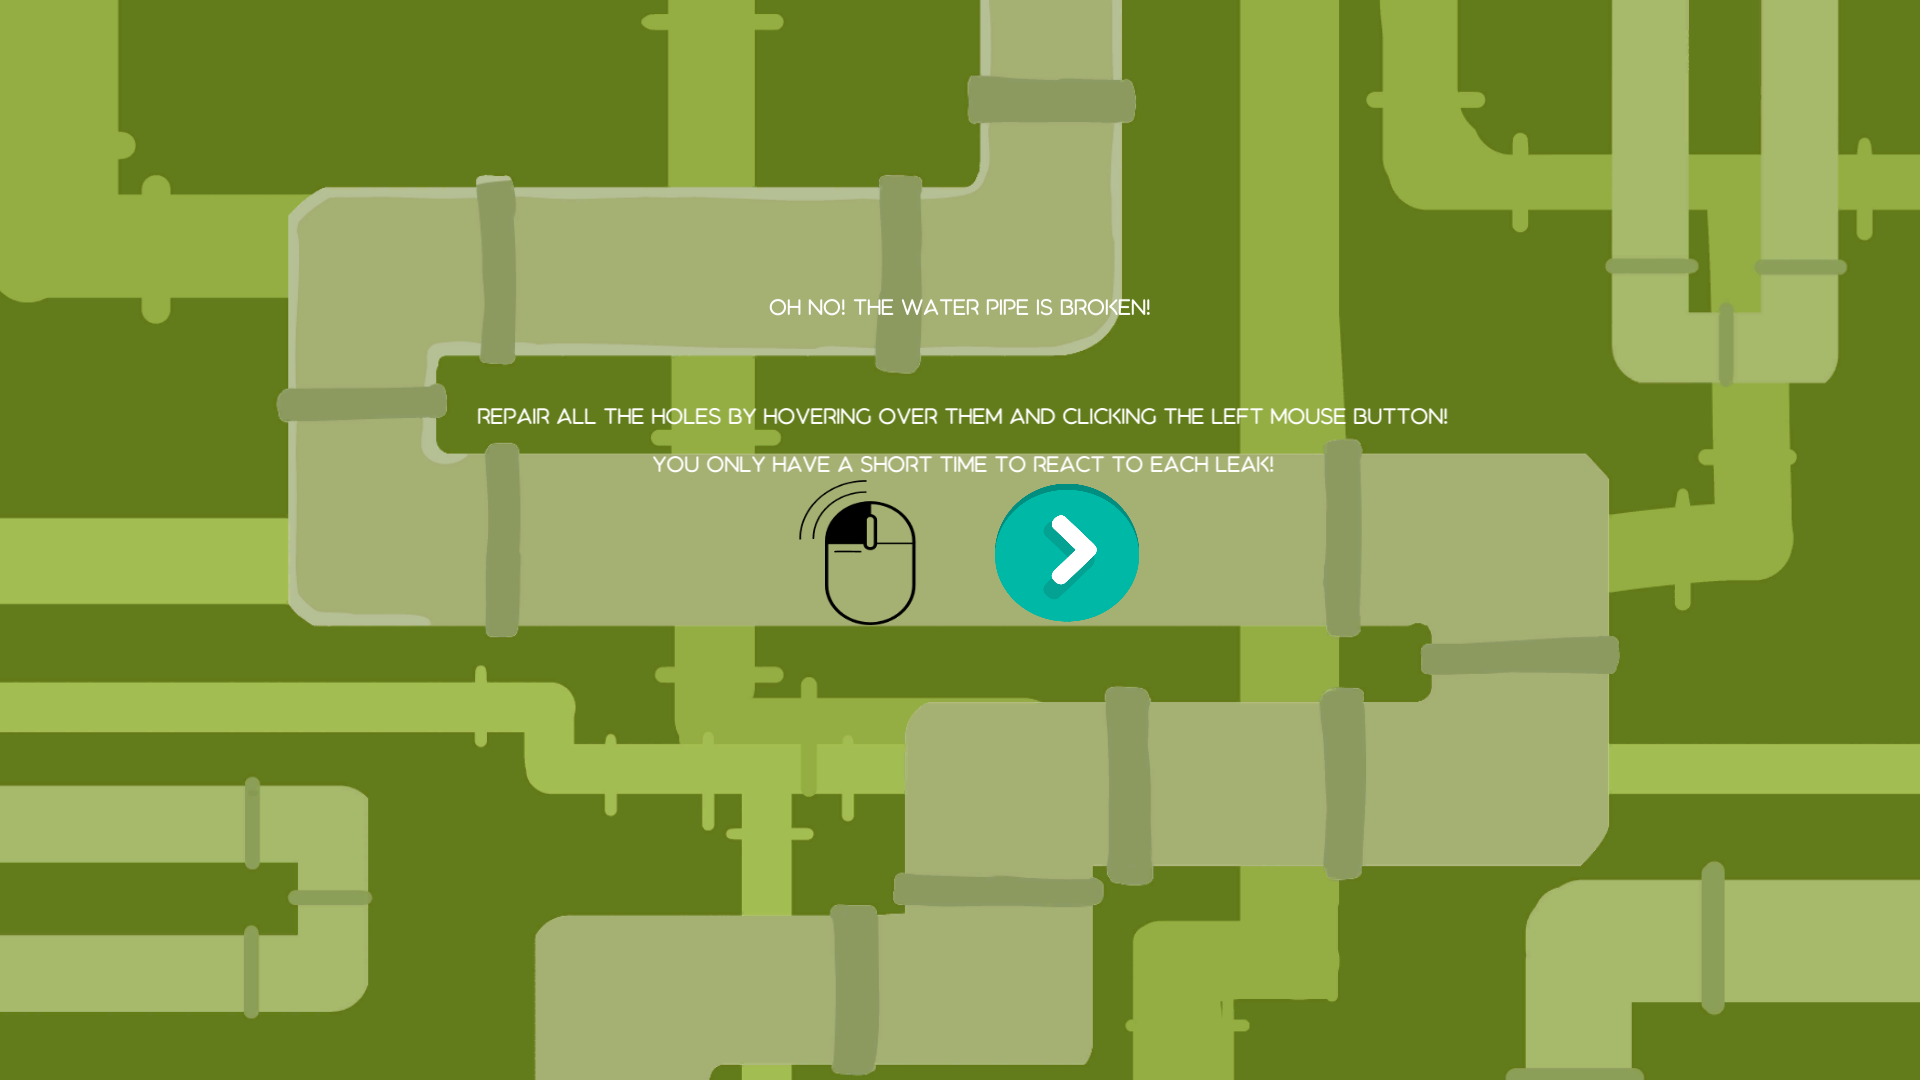 OH NO! THE WATER PIPE IS BROKEN!
REPAIR ALL THE HOLES BY HOVERING OVER THEM AND CLICKING THE LEFT MOUSE BUTTON!
YOU ONLY HAVE A SHORT TIME TO REACT TO EACH LEAK!